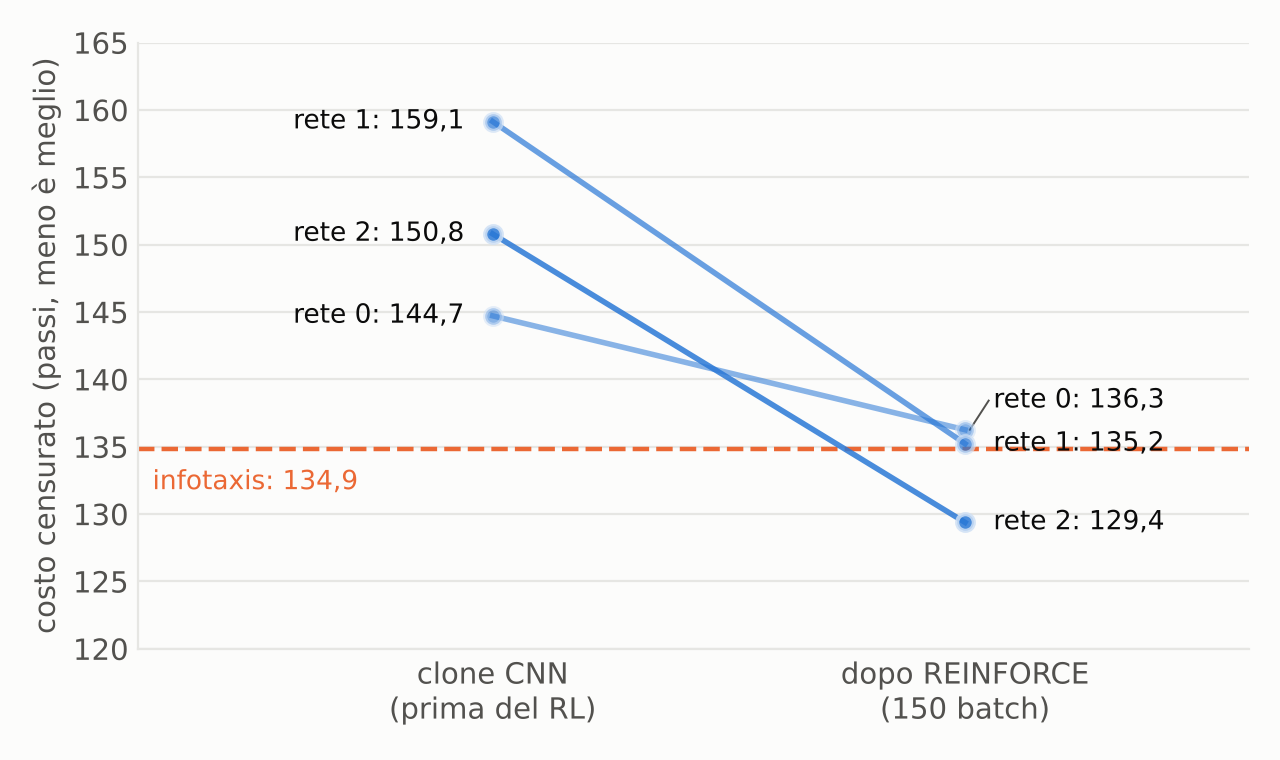 costo censurato (passi, meno è meglio)
165
160
155
150
145
140
135
130
125
120
rete 1: 159,1
rete 2: 150,8
rete 0: 144,7
rete 0: 136,3
rete 1: 135,2
infotaxis: 134,9
rete 2: 129,4
clone CNN
(prima del RL)
dopo REINFORCE
(150 batch)